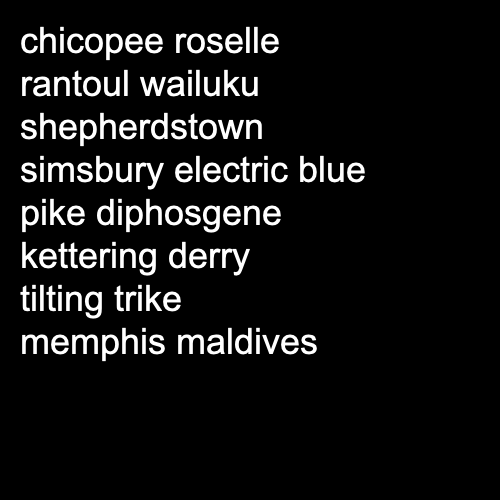 chicopee roselle
rantoul wailuku
shepherdstown
simsbury electric blue
pike diphosgene
kettering derry
tilting trike
memphis maldives